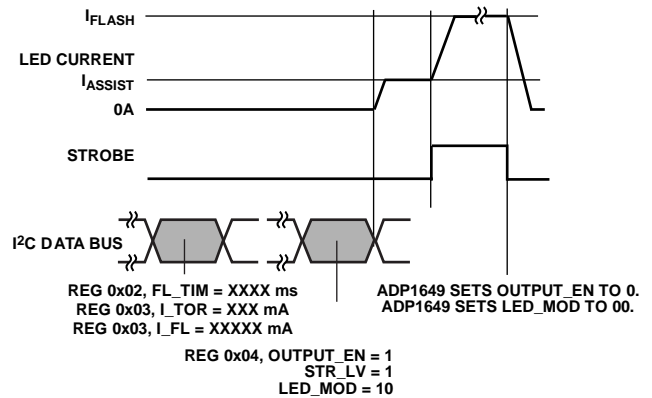 I_FLASH
LED CURRENT
I_ASSIST
0A
STROBE
I²C DATA BUS
REG 0x02, FL_TIM = XXXX ms
REG 0x03, I_TOR = XXX mA
REG 0x03, I_FL = XXXXX mA
ADP1649 SETS OUTPUT_EN TO 0.
ADP1649 SETS LED_MOD TO 00.
REG 0x04, OUTPUT_EN = 1
STR_LV = 1
LED_MOD = 10